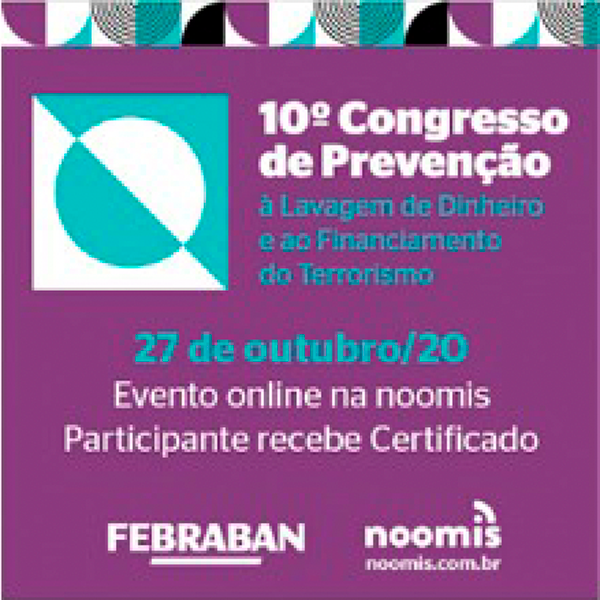 10º Congresso
de Prevenção
à Lavagem de Dinheiro
e ao Financiamento
do Terrorismo
27 de outubro/20
Evento online na noomis
Participante recebe Certificado
FEBRABAN
noomis
noomis.com.br